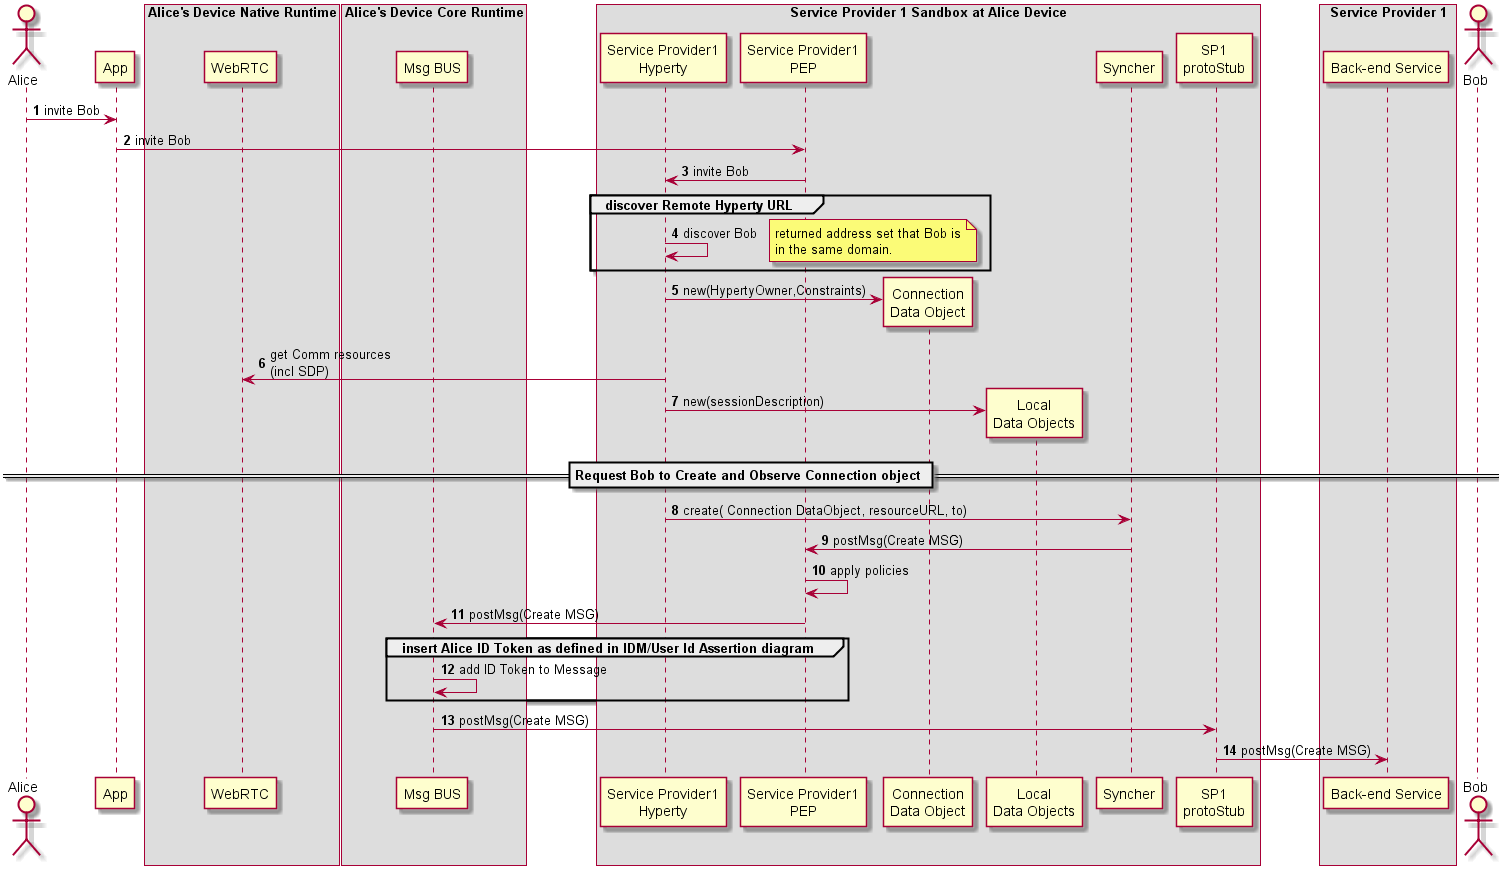 Alice's Device Native Runtime
Alice's Device Core Runtime
Service Provider 1 Sandbox at Alice Device
Service Provider 1
Alice
App
WebRTC
Msg BUS
Service Provider1
Hyperty
Service Provider1
PEP
Syncher
SP1
protoStub
Back-end Service
Bob
1 invite Bob
2 invite Bob
3 invite Bob
discover Remote Hyperty URL
4 discover Bob
returned address set that Bob is
in the same domain.
5 new(HypertyOwner,Constraints)
Connection
Data Object
6 get Comm resources
(incl SDP)
7 new(sessionDescription)
Local
Data Objects
Request Bob to Create and Observe Connection object
8 create( Connection DataObject, resourceURL, to)
9 postMsg(Create MSG)
10 apply policies
11 postMsg(Create MSG)
insert Alice ID Token as defined in IDM/User Id Assertion diagram
12 add ID Token to Message
13 postMsg(Create MSG)
14 postMsg(Create MSG)
Alice
App
WebRTC
Msg BUS
Service Provider1
Hyperty
Service Provider1
PEP
Connection
Data Object
Local
Data Objects
Syncher
SP1
protoStub
Back-end Service
Bob